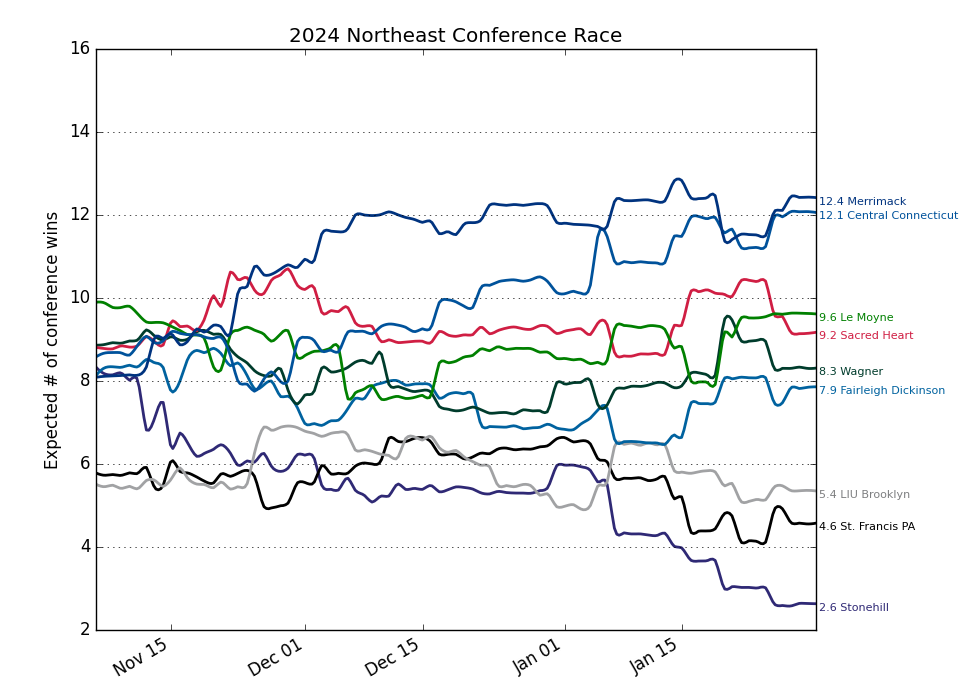 2024 Northeast Conference Race
Expected # of conference wins
16
14
12
10
8
6
4
2
Nov 15
Dec 01
Dec 15
Jan 01
Jan 15
12.4 Merrimack
12.1 Central Connecticut
9.6 Le Moyne
9.2 Sacred Heart
8.3 Wagner
7.9 Fairleigh Dickinson
5.4 LIU Brooklyn
4.6 St. Francis PA
2.6 Stonehill